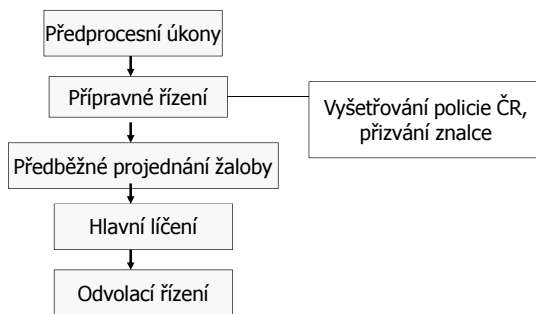 Předprocesní úkony
Přípravné řízení
Vyšetřování policie ČR,
přizvání znalce
Předběžné projednání žaloby
Hlavní líčení
Odvolací řízení